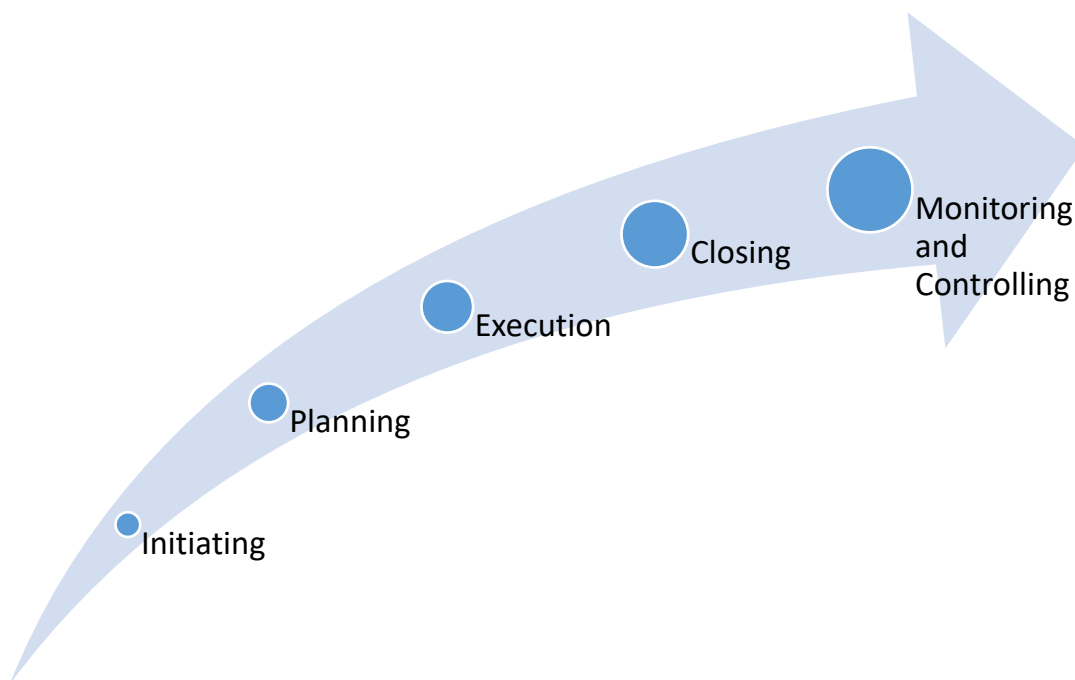 Initiating
Planning
Execution
Closing
Monitoring
and
Controlling